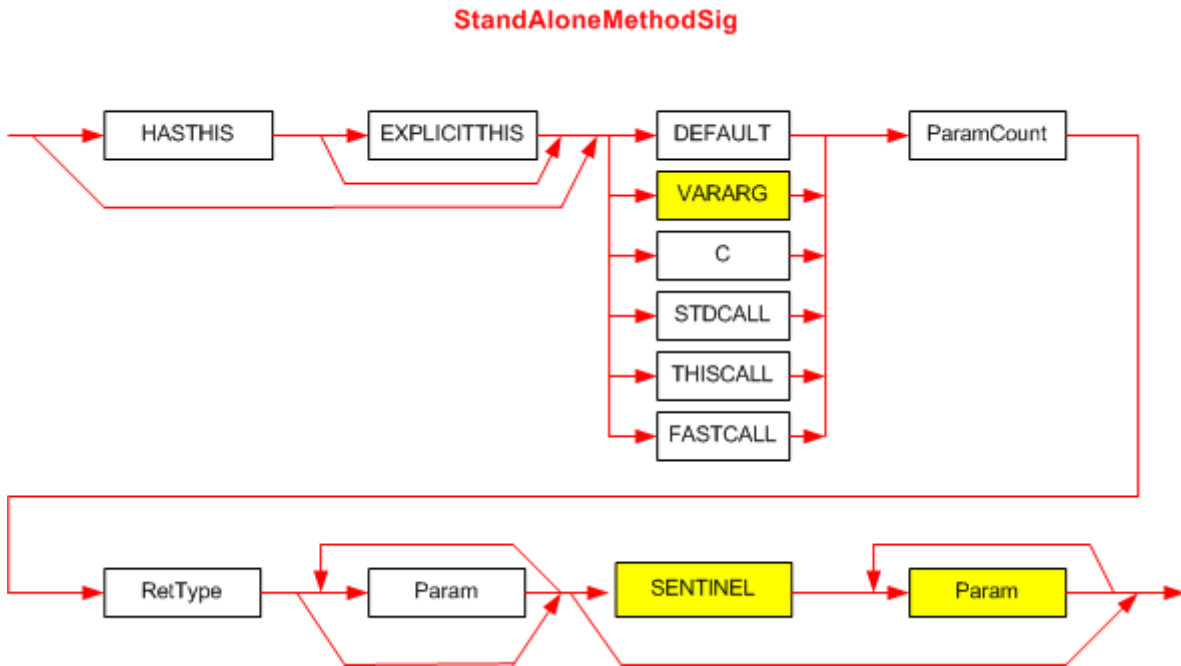 StandAloneMethodSig
HASTHIS
EXPLICITTHIS
DEFAULT
ParamCount
VARARG
C
STDCALL
THISCALL
FASTCALL
RetType
Param
SENTINEL
Param